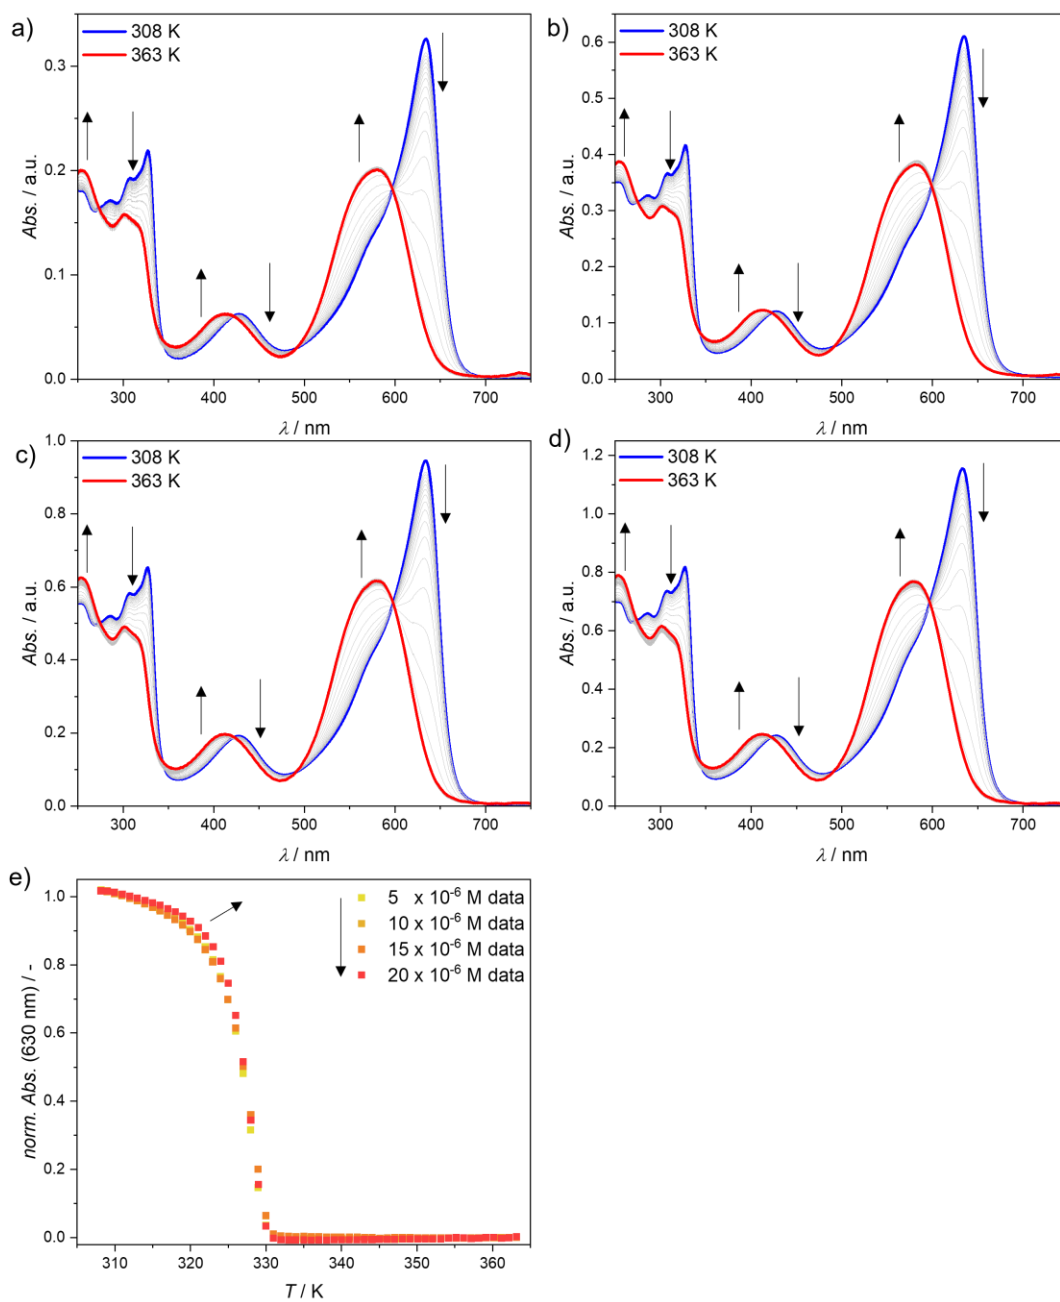 a)
308 K
363 K
0.3
0.2
0.1
0.0
Abs. / a.u.
300 400 500 600 700
λ / nm
b)
308 K
363 K
0.6
0.5
0.4
0.3
0.2
0.1
0.0
Abs. / a.u.
300 400 500 600 700
λ / nm
c)
308 K
363 K
1.0
0.8
0.6
0.4
0.2
0.0
Abs. / a.u.
300 400 500 600 700
λ / nm
d)
308 K
363 K
1.2
1.0
0.8
0.6
0.4
0.2
0.0
Abs. / a.u.
300 400 500 600 700
λ / nm
e)
5 x 10⁻⁶ M data
10 x 10⁻⁶ M data
15 x 10⁻⁶ M data
20 x 10⁻⁶ M data
1.0
0.8
0.6
0.4
0.2
0.0
norm. Abs. (630 nm) / -
310 320 330 340 350 360
T / K